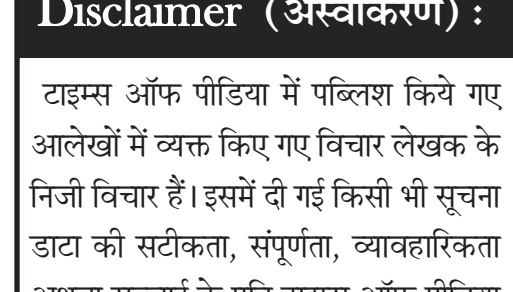 Disclaimer (अस्वीकरण) :
टाइम्स ऑफ पीडिया में पब्लिश किये गए
आलेखों में व्यक्त किए गए विचार लेखक के
निजी विचार हैं। इसमें दी गई किसी भी सूचना
डाटा की सटीकता, संपूर्णता, व्यावहारिकता